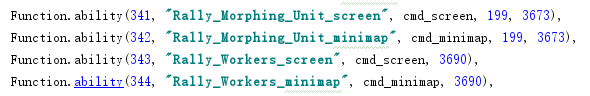 Function.ability(341, "Rally_Morphing_Unit_screen", cmd_screen, 199, 3673),
Function.ability(342, "Rally_Morphing_Unit_minimap", cmd_minimap, 199, 3673),
Function.ability(343, "Rally_Workers_screen", cmd_screen, 3690),
Function.ability(344, "Rally_Workers_minimap", cmd_minimap, 3690),